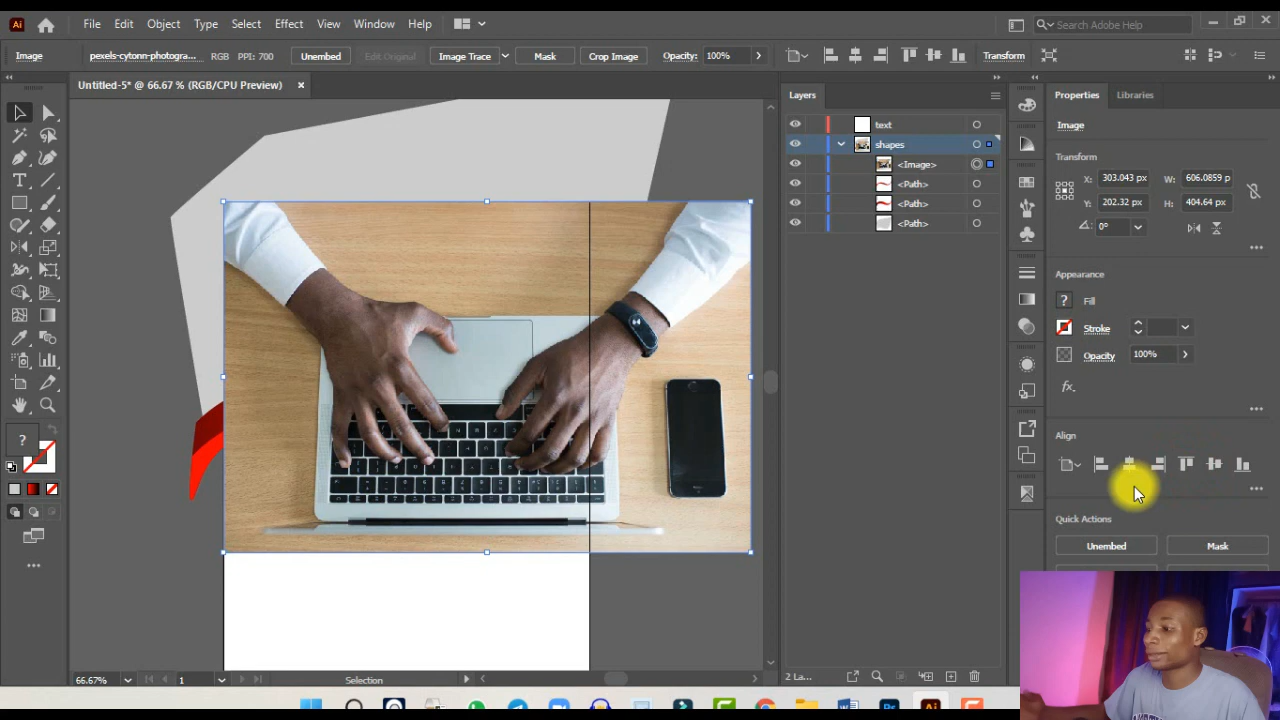 Ai File Edit Object Type Select Effect View Window Help Search Adobe Help
Image pexels-cytonn-photogra... RGB PPI: 700 Unembed Edit Original Image Trace Mask Crop Image Opacity: 100% Transform
Untitled-5* @ 66.67 % (RGB/CPU Preview) ×
Layers
Properties Libraries
text
shapes
<Image>
<Path>
<Path>
<Path>
Image
Transform
X: 303.043 px W: 606.0859 p
Y: 202.32 px H: 404.64 px
0°
Appearance
? Fill
Stroke
Opacity 100%
fx.
Align
Quick Actions
Unembed Mask
?
66.67% 1 Selection
2 La...
Ps Ai